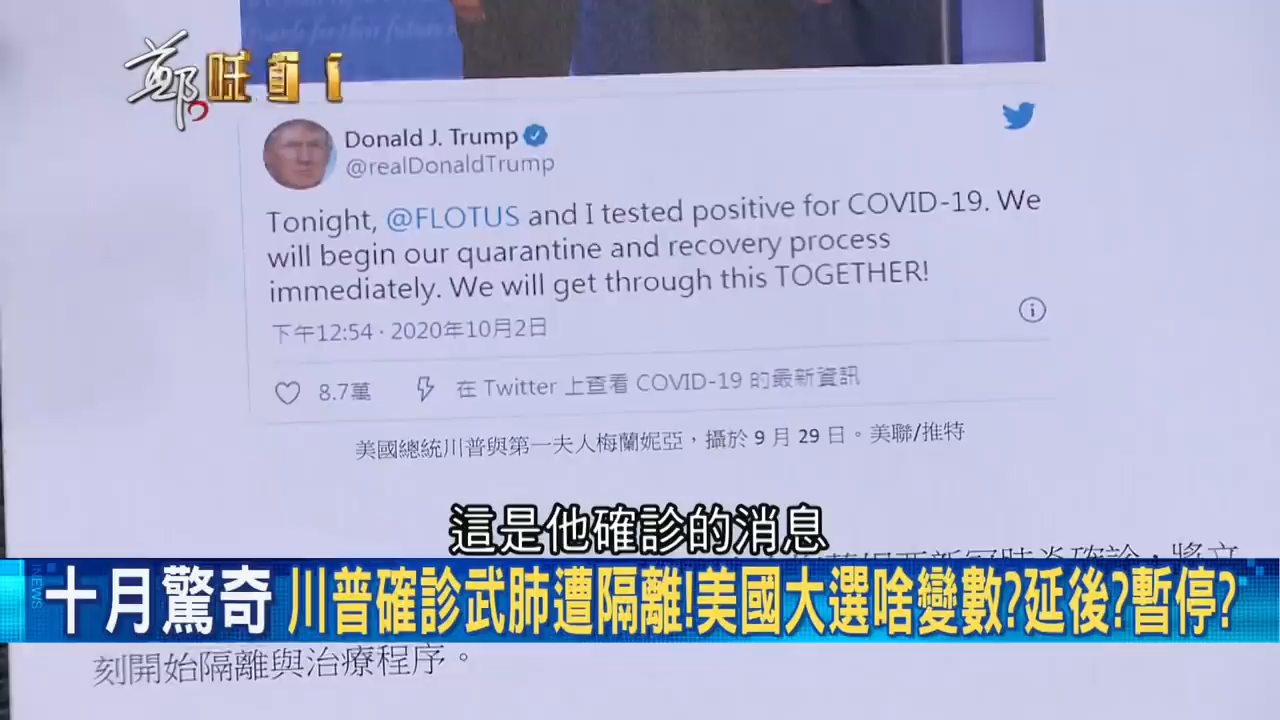 鄭
Donald J. Trump
@realDonaldTrump
Tonight, @FLOTUS and I tested positive for COVID-19. We
will begin our quarantine and recovery process
immediately. We will get through this TOGETHER!
下午12:54 · 2020年10月2日
8.7萬 在 Twitter 上查看 COVID-19 的最新資訊
美國總統川普與第一夫人梅蘭妮亞，攝於 9 月 29 日。美聯/推特
這是他確診的消息
NEWS
十月驚奇 川普確診武肺遭隔離!美國大選啥變數?延後?暫停?
刻開始隔離與治療程序。